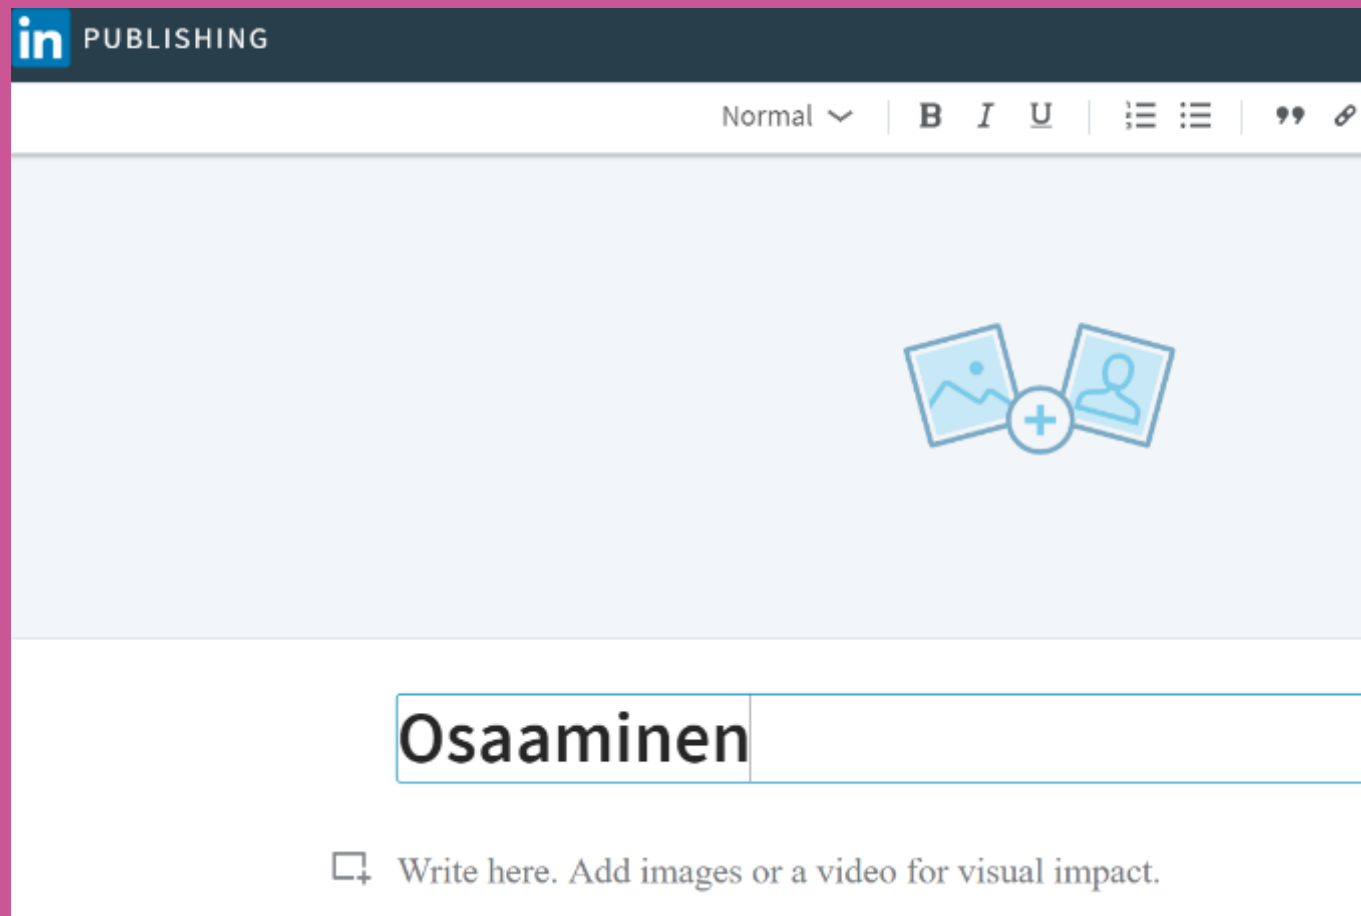 in PUBLISHING
Normal B I U
Osaaminen
Write here. Add images or a video for visual impact.